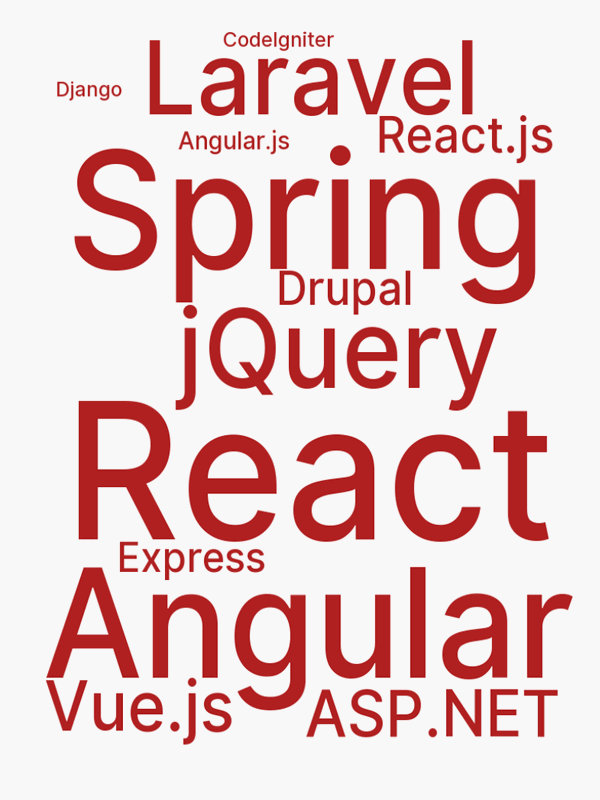 CodeIgniter
Laravel
Django
React.js
Angular.js
Spring
Drupal
jQuery
React
Express
Angular
Vue.js
ASP.NET